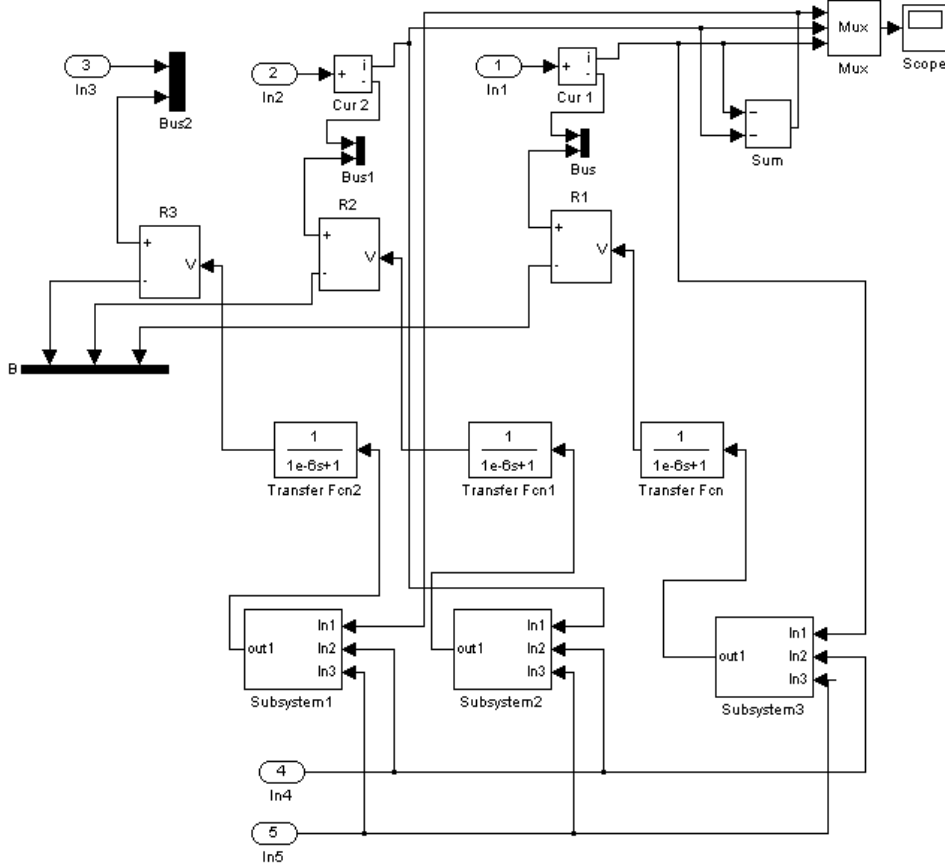 Mux
Mux
Scope
3
In3
Bus2
2
In2
+
i
-
Cur 2
Bus1
1
In1
+
i
-
Cur 1
Bus
−
−
Sum
R3
+
-
V
R2
+
-
V
R1
+
-
V
B
1
1e-6s+1
Transfer Fcn2
1
1e-6s+1
Transfer Fcn1
1
1e-6s+1
Transfer Fcn
out1
In1
In2
In3
Subsystem1
out1
In1
In2
In3
Subsystem2
out1
In1
In2
In3
Subsystem3
4
In4
5
In5